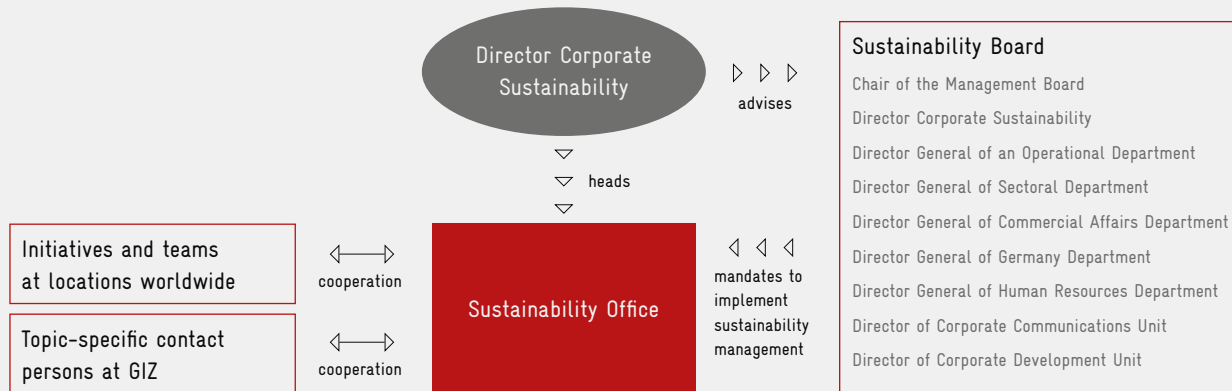 Director Corporate
Sustainability
advises
heads
Initiatives and teams
at locations worldwide
cooperation
Topic-specific contact
persons at GIZ
cooperation
Sustainability Office
mandates to
implement
sustainability
management
Sustainability Board
Chair of the Management Board
Director Corporate Sustainability
Director General of an Operational Department
Director General of Sectoral Department
Director General of Commercial Affairs Department
Director General of Germany Department
Director General of Human Resources Department
Director of Corporate Communications Unit
Director of Corporate Development Unit